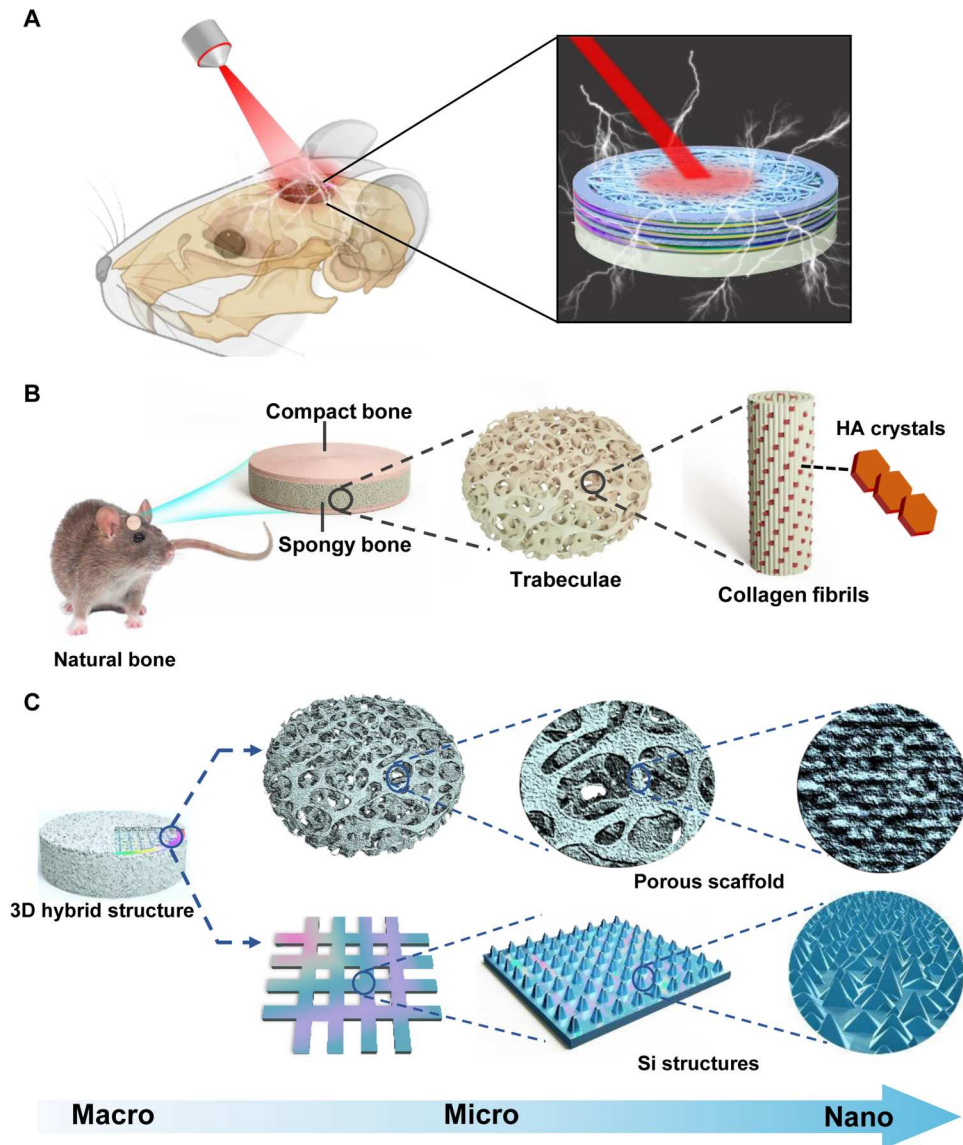 A
B
Compact bone
HA crystals
Spongy bone
Trabeculae
Collagen fibrils
Natural bone
C
Porous scaffold
3D hybrid structure
Si structures
Macro
Micro
Nano